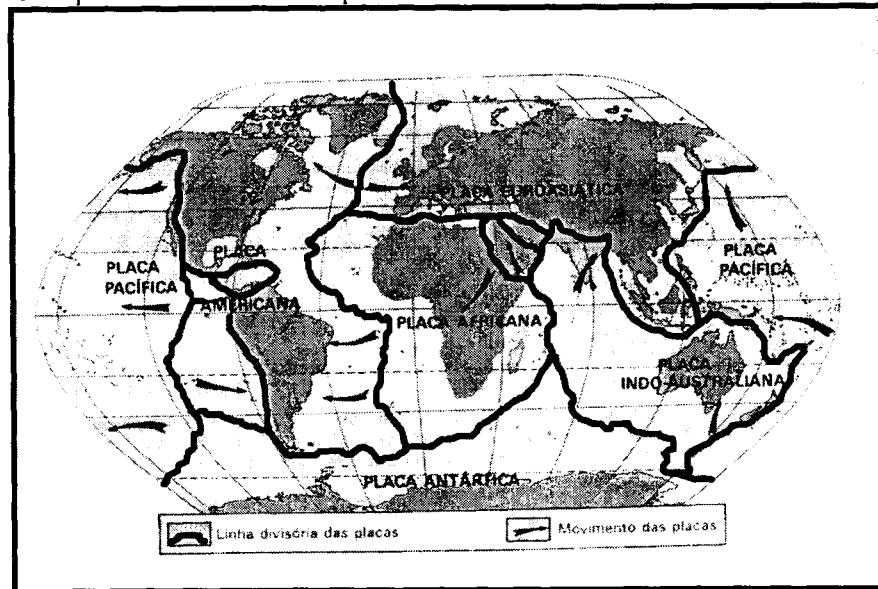 PLACA EUROASIÁTICA
PLACA
PACÍFICA
PLACA
AMERICANA
PLACA AFRICANA
PLACA
PACÍFICA
PLACA
INDO-AUSTRALIANA
PLACA ANTÁRTICA
Linha divisória das placas
Movimento das placas